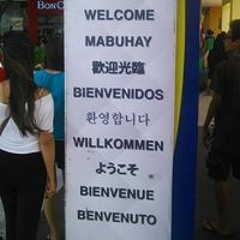 BON C
WELCOME
MABUHAY
歡迎光臨
BIENVENIDOS
환영합니다
WILLKOMMEN
ようこそ
BIENVENUE
BENVENUTO